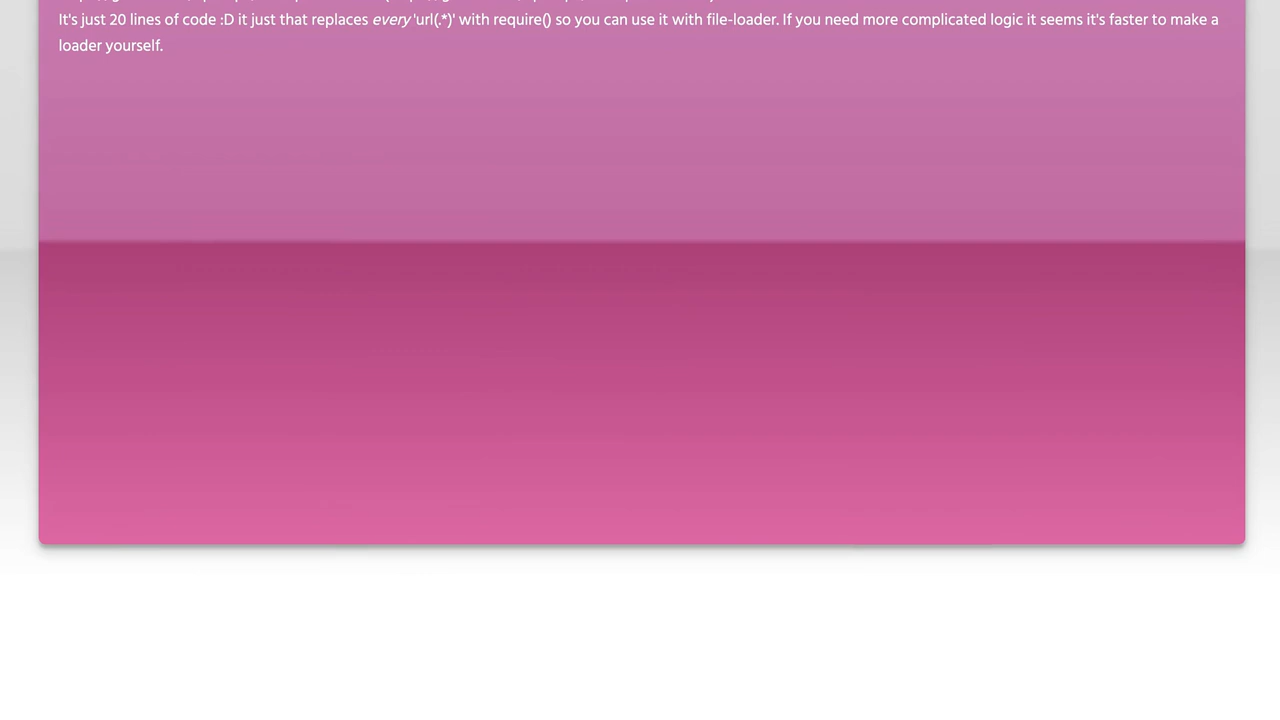 It's just 20 lines of code :D it just that replaces every 'url(.*)' with require() so you can use it with file-loader. If you need more complicated logic it seems it's faster to make a
loader yourself.